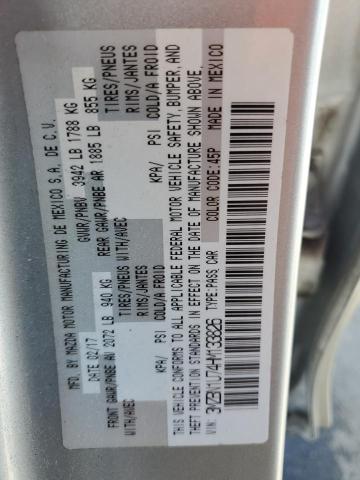 MFD. BY MAZDA MOTOR MANUFACTURING DE MEXICO S.A. DE C.V.
DATE: 02/17 GVWR/PNBV 3942 LB 1788 KG
FRONT GAWR/PNBE AV 2072 LB 940 KG REAR GAWR/PNBE AR 1885 LB 855 KG
WITH/AVEC TIRES/PNEUS WITH/AVEC TIRES/PNEUS
RIMS/JANTES RIMS/JANTES
KPA/ PSI COLD/A FROID KPA/ PSI COLD/A FROID
THIS VEHICLE CONFORMS TO ALL APPLICABLE FEDERAL MOTOR VEHICLE SAFETY, BUMPER, AND
THEFT PREVENTION STANDARDS IN EFFECT ON THE DATE OF MANUFACTURE SHOWN ABOVE.
VIN: 3MZBN1U74HM133826 TYPE:PASS CAR COLOR CODE:45P MADE IN MEXICO